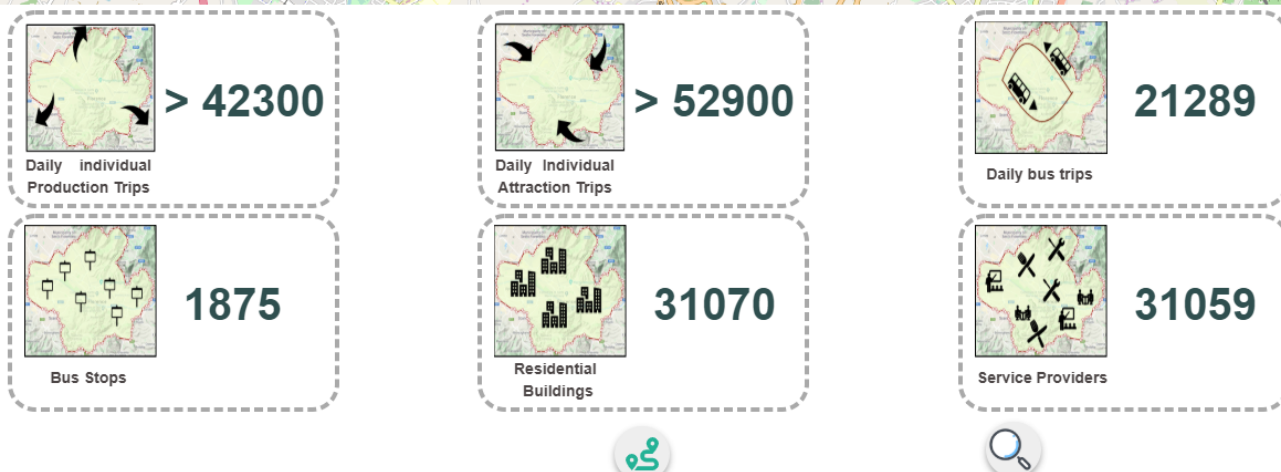 > 42300
Daily individual
Production Trips
> 52900
Daily Individual
Attraction Trips
21289
Daily bus trips
1875
Bus Stops
31070
Residential
Buildings
31059
Service Providers